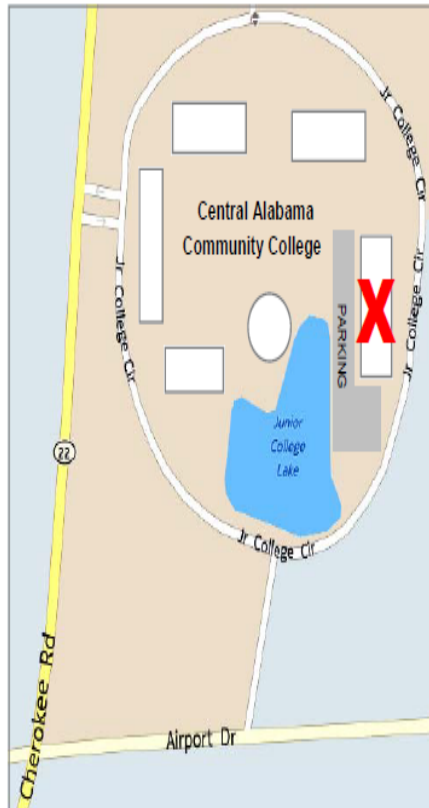 Jr College Cir
Central Alabama
Community College
Jr College Cir
Jr College Cir
PARKING
X
Junior
College
Lake
22
Jr College Cir
Cherokee Rd
Airport Dr